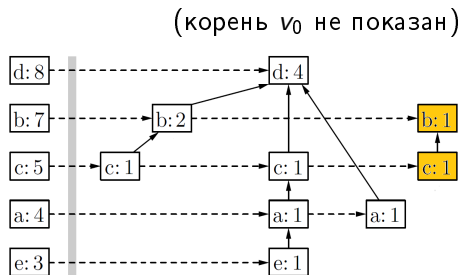 (корень v₀ не показан)
d: 8 d: 4
b: 7 b: 2 b: 1
c: 5 c: 1 c: 1 c: 1
a: 4 a: 1 a: 1
e: 3 e: 1